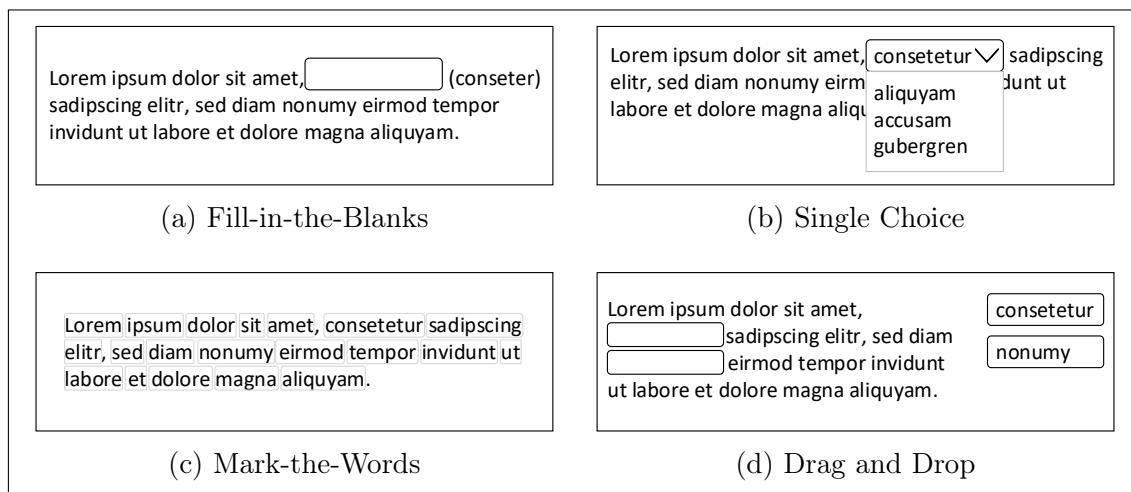 Lorem ipsum dolor sit amet, (conseter)
sadipscing elitr, sed diam nonumy eirmod tempor
invidunt ut labore et dolore magna aliquyam.
(a) Fill-in-the-Blanks
Lorem ipsum dolor sit amet, consetetur sadipscing
elitr, sed diam nonumy eirm dunt ut
labore et dolore magna aliqu
aliquyam
accusam
gubergren
(b) Single Choice
Lorem ipsum dolor sit amet, consetetur sadipscing
elitr, sed diam nonumy eirmod tempor invidunt ut
labore et dolore magna aliquyam.
(c) Mark-the-Words
Lorem ipsum dolor sit amet,
sadipscing elitr, sed diam
eirmod tempor invidunt
ut labore et dolore magna aliquyam.
consetetur
nonumy
(d) Drag and Drop